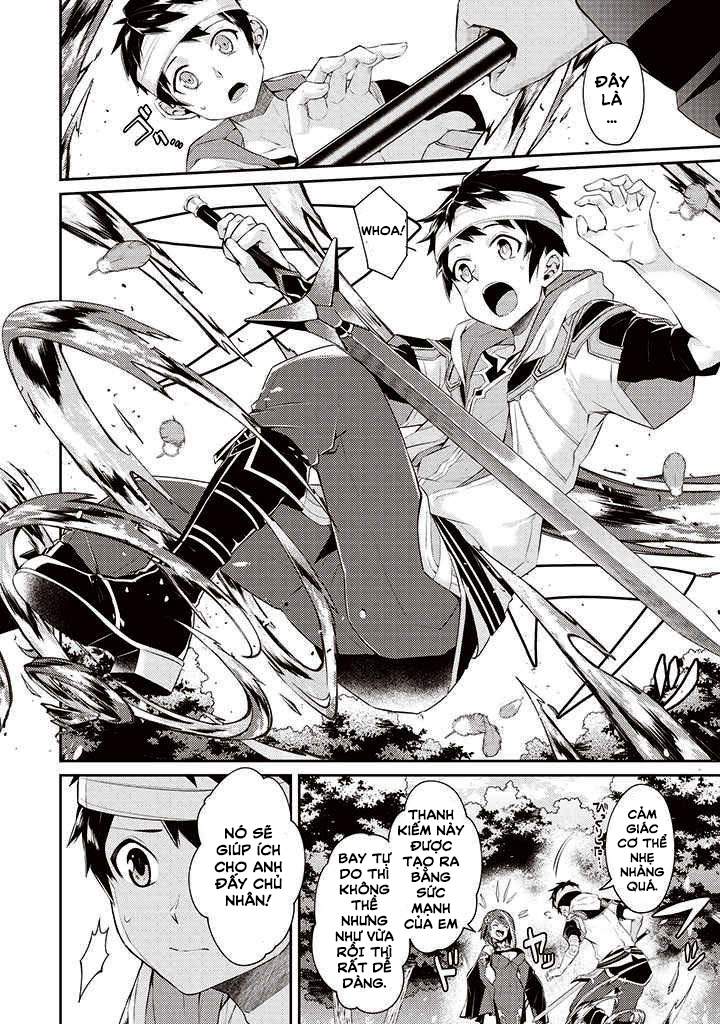 ĐÂY
LÀ
...
WHOA!
CẢM
GIÁC
CƠ THỂ
NHẸ
NHÀNG
QUÁ.
THANH
KIẾM NÀY
ĐƯỢC
TẠO RA
BẰNG SỨC
MẠNH
CỦA EM
BAY TỰ
DO THÌ
KHÔNG
THỂ
NHƯNG
NHƯ VỪA
RỒI THÌ
RẤT DỄ
DÀNG.
NÓ SẼ
GIÚP ÍCH
CHO ANH
ĐẤY CHỦ
NHÂN!